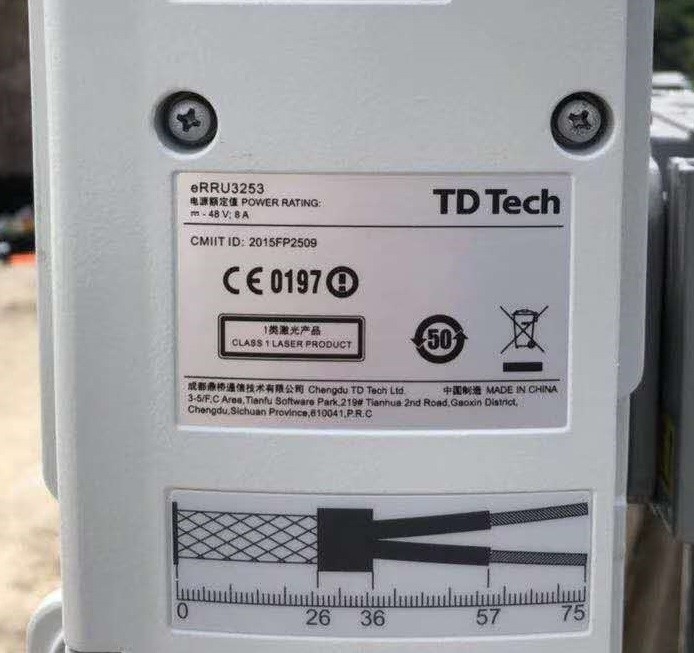 eRRU3253
电源额定值 POWER RATING:
⎓ - 48 V; 8 A
TD Tech
CMIIT ID: 2015FP2509
CE 0197
1类激光产品
CLASS 1 LASER PRODUCT
50
成都鼎桥通信技术有限公司 Chengdu TD Tech Ltd. 中国制造 MADE IN CHINA
3-5/F,C Area,Tianfu Software Park,219# Tianhua 2nd Road,Gaoxin District,
Chengdu,Sichuan Province,610041,P.R.C
0 26 36 57 75